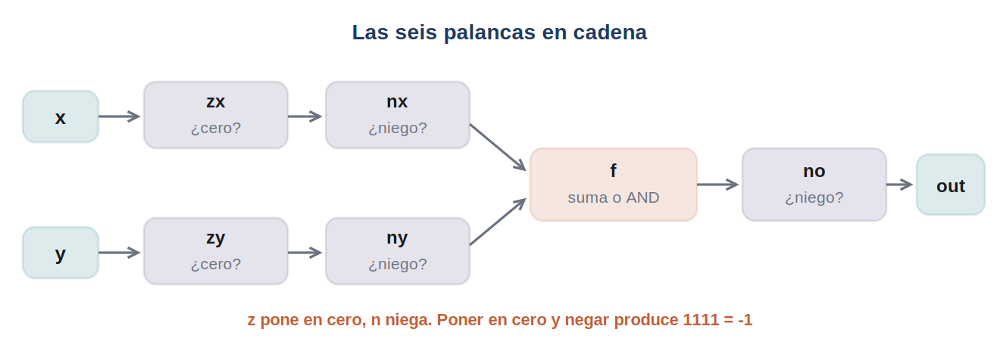 Las seis palancas en cadena
x
zx
¿cero?
nx
¿niego?
f
suma o AND
no
¿niego?
out
y
zy
¿cero?
ny
¿niego?
z pone en cero, n niega. Poner en cero y negar produce 1111 = -1